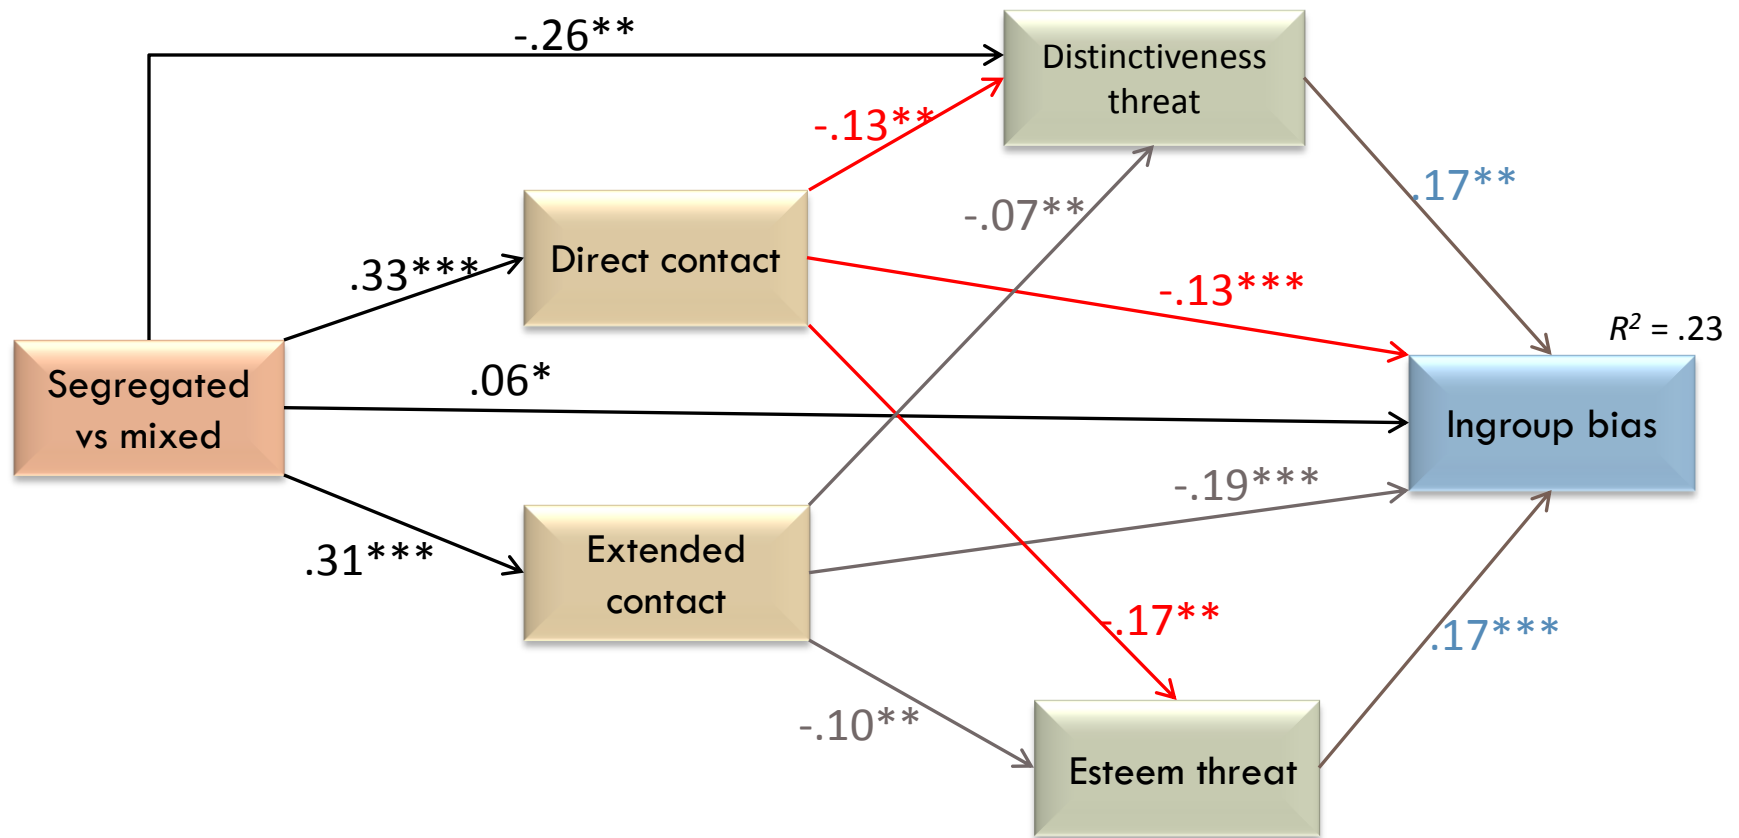 -.26**
Distinctiveness
threat
-.13**
-.07**
.17**
Direct contact
.33***
-.13***
R² = .23
Segregated
vs mixed
.06*
Ingroup bias
-.19***
Extended
contact
.31***
-.17**
.17***
-.10**
Esteem threat